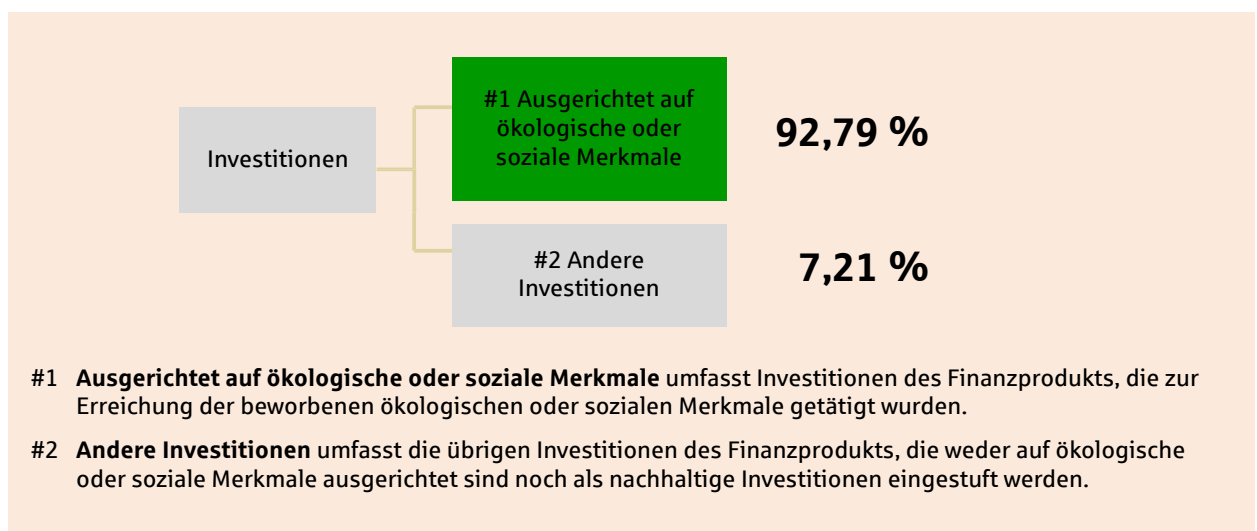 #1 Ausgerichtet auf
ökologische oder
soziale Merkmale
92,79 %
Investitionen
#2 Andere
Investitionen
7,21 %
#1 Ausgerichtet auf ökologische oder soziale Merkmale umfasst Investitionen des Finanzprodukts, die zur
Erreichung der beworbenen ökologischen oder sozialen Merkmale getätigt wurden.
#2 Andere Investitionen umfasst die übrigen Investitionen des Finanzprodukts, die weder auf ökologische
oder soziale Merkmale ausgerichtet sind noch als nachhaltige Investitionen eingestuft werden.